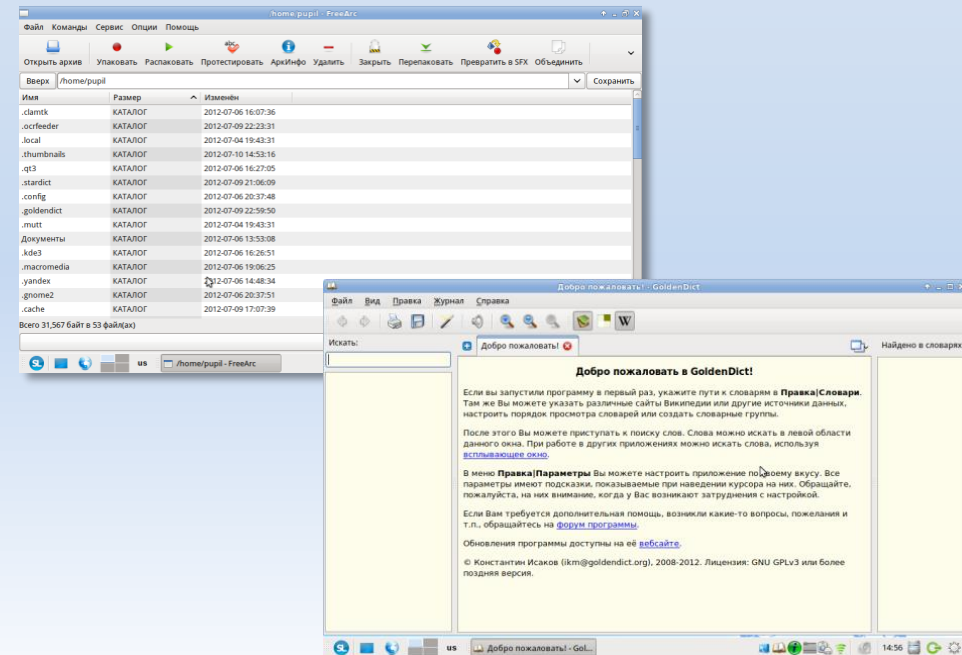 /home/pupil - FreeArc
Файл Команды Сервис Опции Помощь
Открыть архив Упаковать Распаковать Протестировать АрхИнфо Удалить Закрыть Перепаковать Превратить в SFX Объединить
Вверх /home/pupil Сохранить
Имя Размер Изменён
.clamtk КАТАЛОГ 2012-07-06 16:07:36
.ocrfeeder КАТАЛОГ 2012-07-09 22:23:31
.local КАТАЛОГ 2012-07-04 19:43:31
.thumbnails КАТАЛОГ 2012-07-10 14:53:16
.qt3 КАТАЛОГ 2012-07-06 16:27:05
.stardict КАТАЛОГ 2012-07-09 21:06:09
.config КАТАЛОГ 2012-07-06 20:37:48
.goldendict КАТАЛОГ 2012-07-09 22:59:50
.mutt КАТАЛОГ 2012-07-04 19:43:31
Документы КАТАЛОГ 2012-07-06 13:53:08
.kde3 КАТАЛОГ 2012-07-06 16:26:51
.macromedia КАТАЛОГ 2012-07-06 19:06:25
.yandex КАТАЛОГ 2012-07-06 14:48:34
.gnome2 КАТАЛОГ 2012-07-06 20:37:51
.cache КАТАЛОГ 2012-07-09 17:07:39
Всего 31,567 байт в 53 файл(ах)
us /home/pupil - FreeArc
Добро пожаловать! - GoldenDict
Файл Вид Правка Журнал Справка
W
Искать:
Добро пожаловать!
Найдено в словарях
Добро пожаловать в GoldenDict!
Если вы запустили программу в первый раз, укажите пути к словарям в Правка|Словари.
Там же Вы можете указать различные сайты Википедии или другие источники данных,
настроить порядок просмотра словарей или создать словарные группы.
После этого Вы можете приступать к поиску слов. Слова можно искать в левой области
данного окна. При работе в других приложениях можно искать слова, используя
всплывающее окно.
В меню Правка|Параметры Вы можете настроить приложение по своему вкусу. Все
параметры имеют подсказки, показываемые при наведении курсора на них. Обращайте,
пожалуйста, на них внимание, когда у Вас возникают затруднения с настройкой.
Если Вам требуется дополнительная помощь, возникли какие-то вопросы, пожелания и
т.п., обращайтесь на форум программы.
Обновления программы доступны на её вебсайте.
© Константин Исаков (ikm@goldendict.org), 2008-2012. Лицензия: GNU GPLv3 или более
поздняя версия.
us Добро пожаловать! - Gol... 14:56